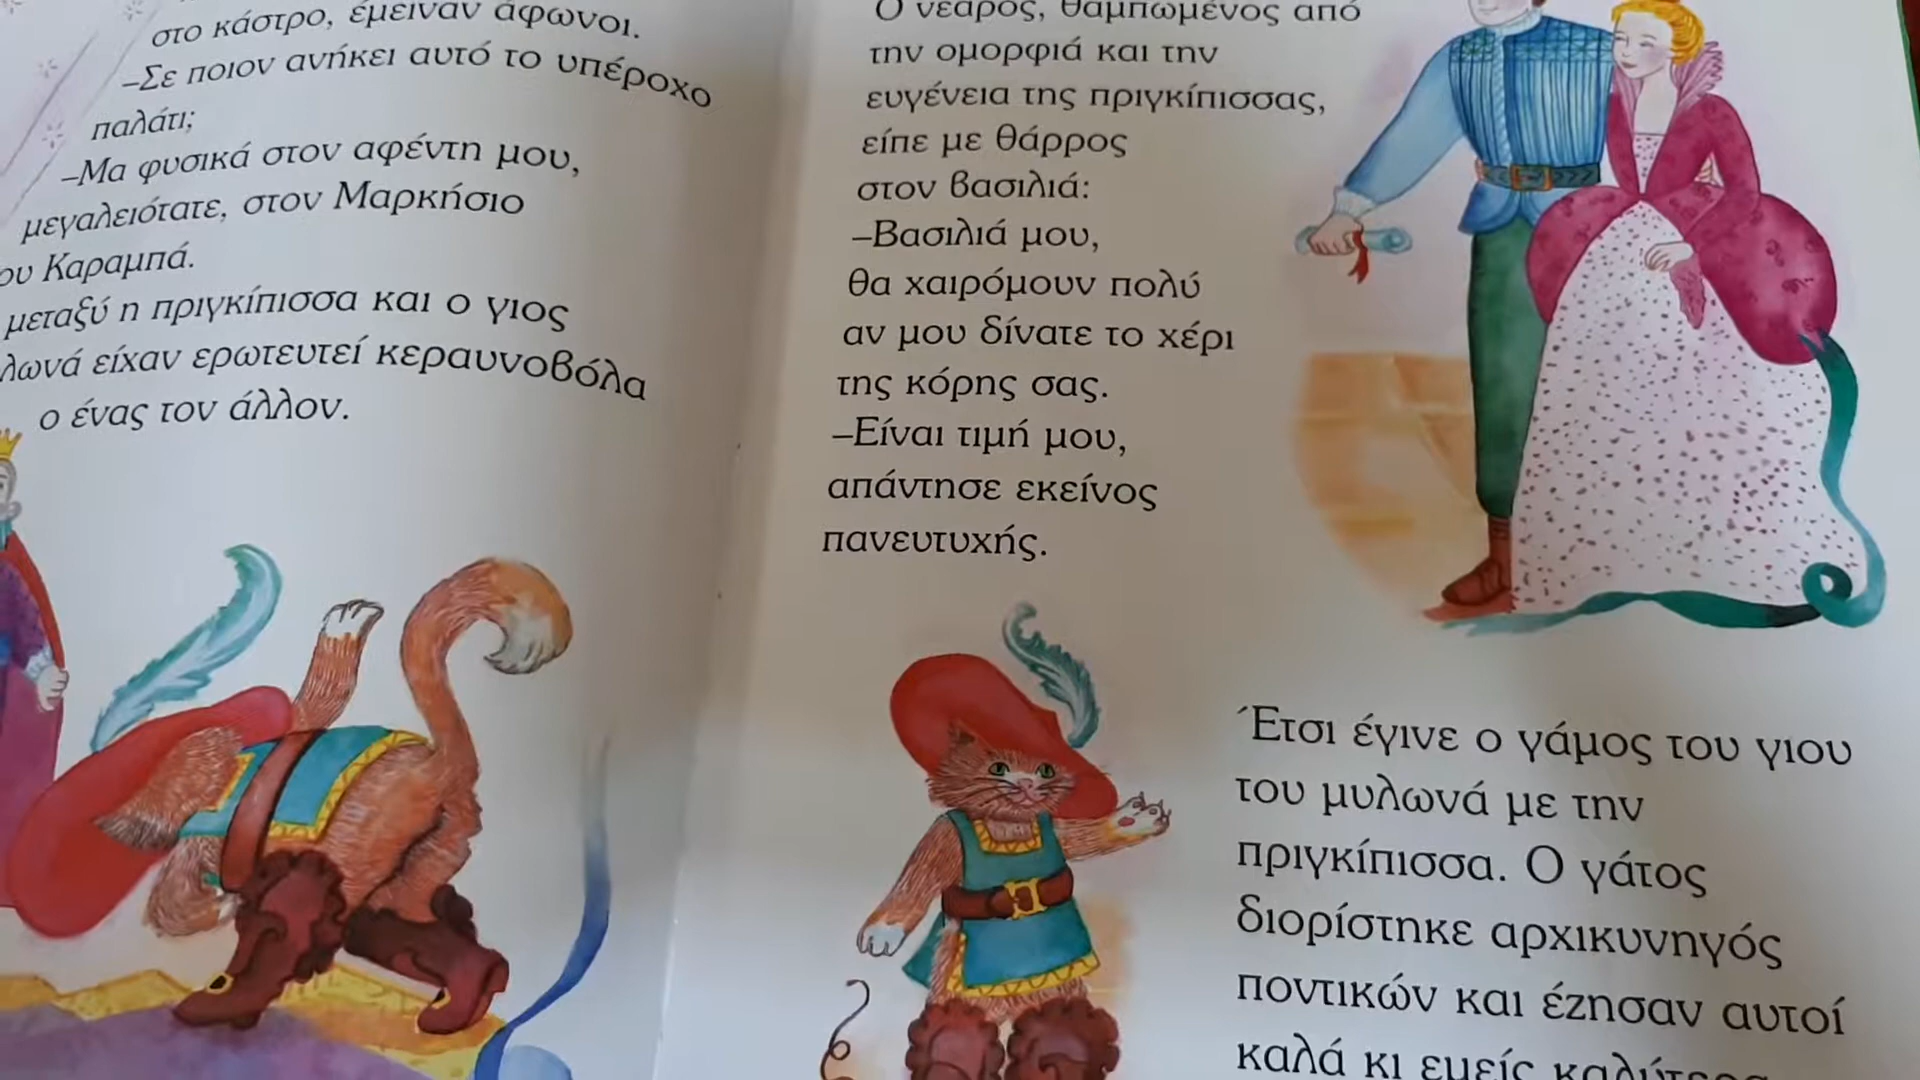 στο κάστρο, έμειναν άφωνοι.
–Σε ποιον ανήκει αυτό το υπέροχο
παλάτι;
–Μα φυσικά στον αφέντη μου,
μεγαλειότατε, στον Μαρκήσιο
ου Καραμπά.
μεταξύ η πριγκίπισσα και ο γιος
λωνά είχαν ερωτευτεί κεραυνοβόλα
ο ένας τον άλλον.
Ο νεαρός, θαμπωμένος από
την ομορφιά και την
ευγένεια της πριγκίπισσας,
είπε με θάρρος
στον βασιλιά:
–Βασιλιά μου,
θα χαιρόμουν πολύ
αν μου δίνατε το χέρι
της κόρης σας.
–Είναι τιμή μου,
απάντησε εκείνος
πανευτυχής.
Έτσι έγινε ο γάμος του γιου
του μυλωνά με την
πριγκίπισσα. Ο γάτος
διορίστηκε αρχικυνηγός
ποντικών και έζησαν αυτοί
καλά κι εμείς καλύτερα